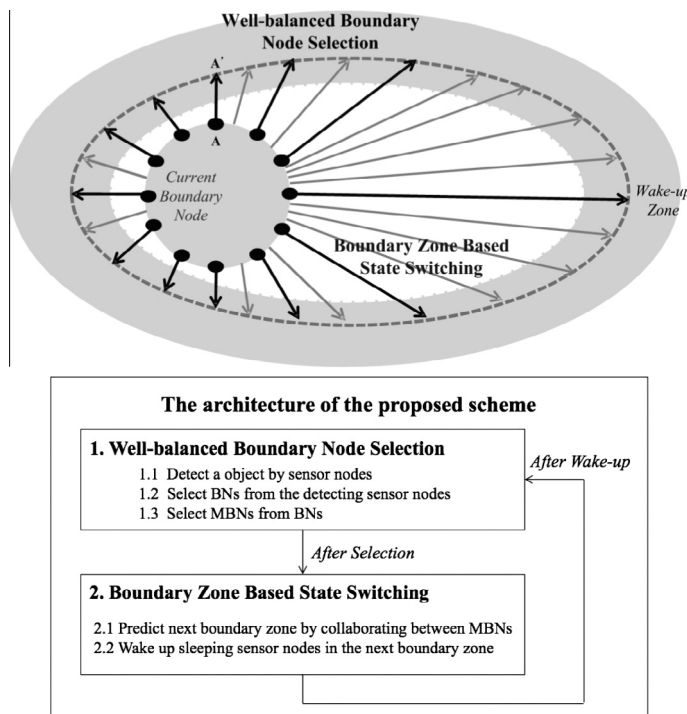 Well-balanced Boundary
Node Selection
A´
A
Current
Boundary
Node
Wake-up
Zone
Boundary Zone Based
State Switching
The architecture of the proposed scheme
1. Well-balanced Boundary Node Selection
1.1 Detect a object by sensor nodes
1.2 Select BNs from the detecting sensor nodes
1.3 Select MBNs from BNs
After Wake-up
After Selection
2. Boundary Zone Based State Switching
2.1 Predict next boundary zone by collaborating between MBNs
2.2 Wake up sleeping sensor nodes in the next boundary zone